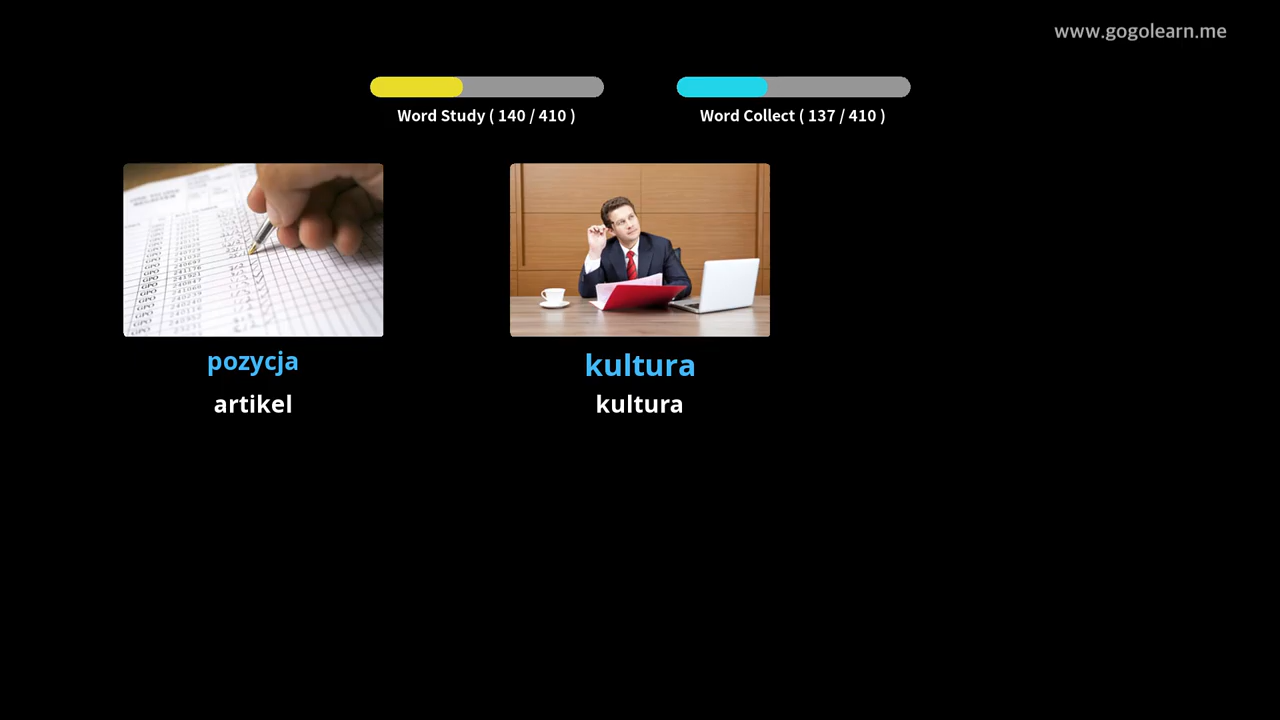 www.gogolearn.me
Word Study ( 140 / 410 )
Word Collect ( 137 / 410 )
pozycja
artikel
kultura
kultura